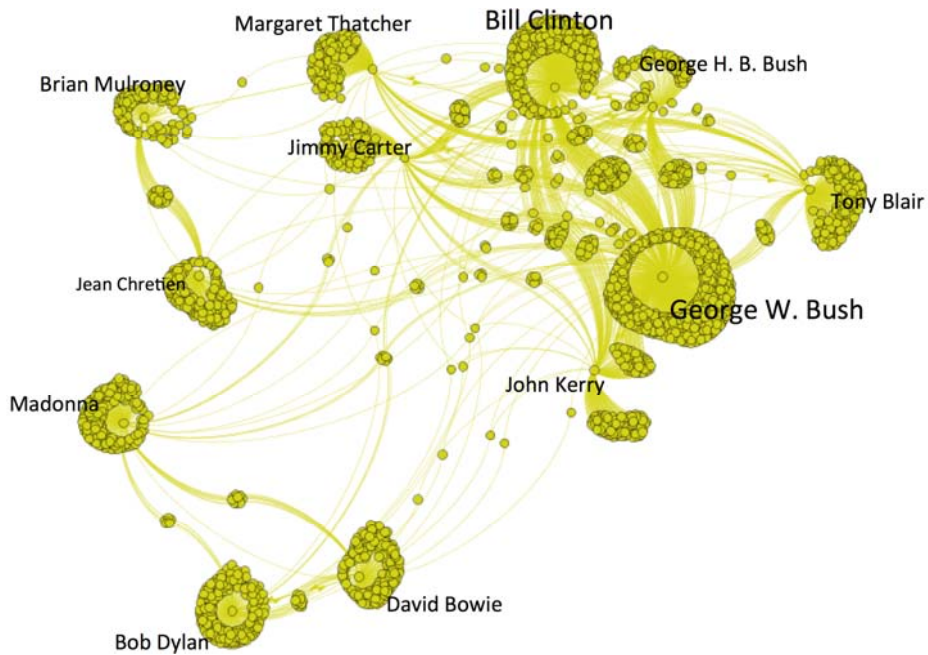 Margaret Thatcher
Bill Clinton
George H. B. Bush
Brian Mulroney
Jimmy Carter
Tony Blair
Jean Chretien
George W. Bush
John Kerry
Madonna
David Bowie
Bob Dylan